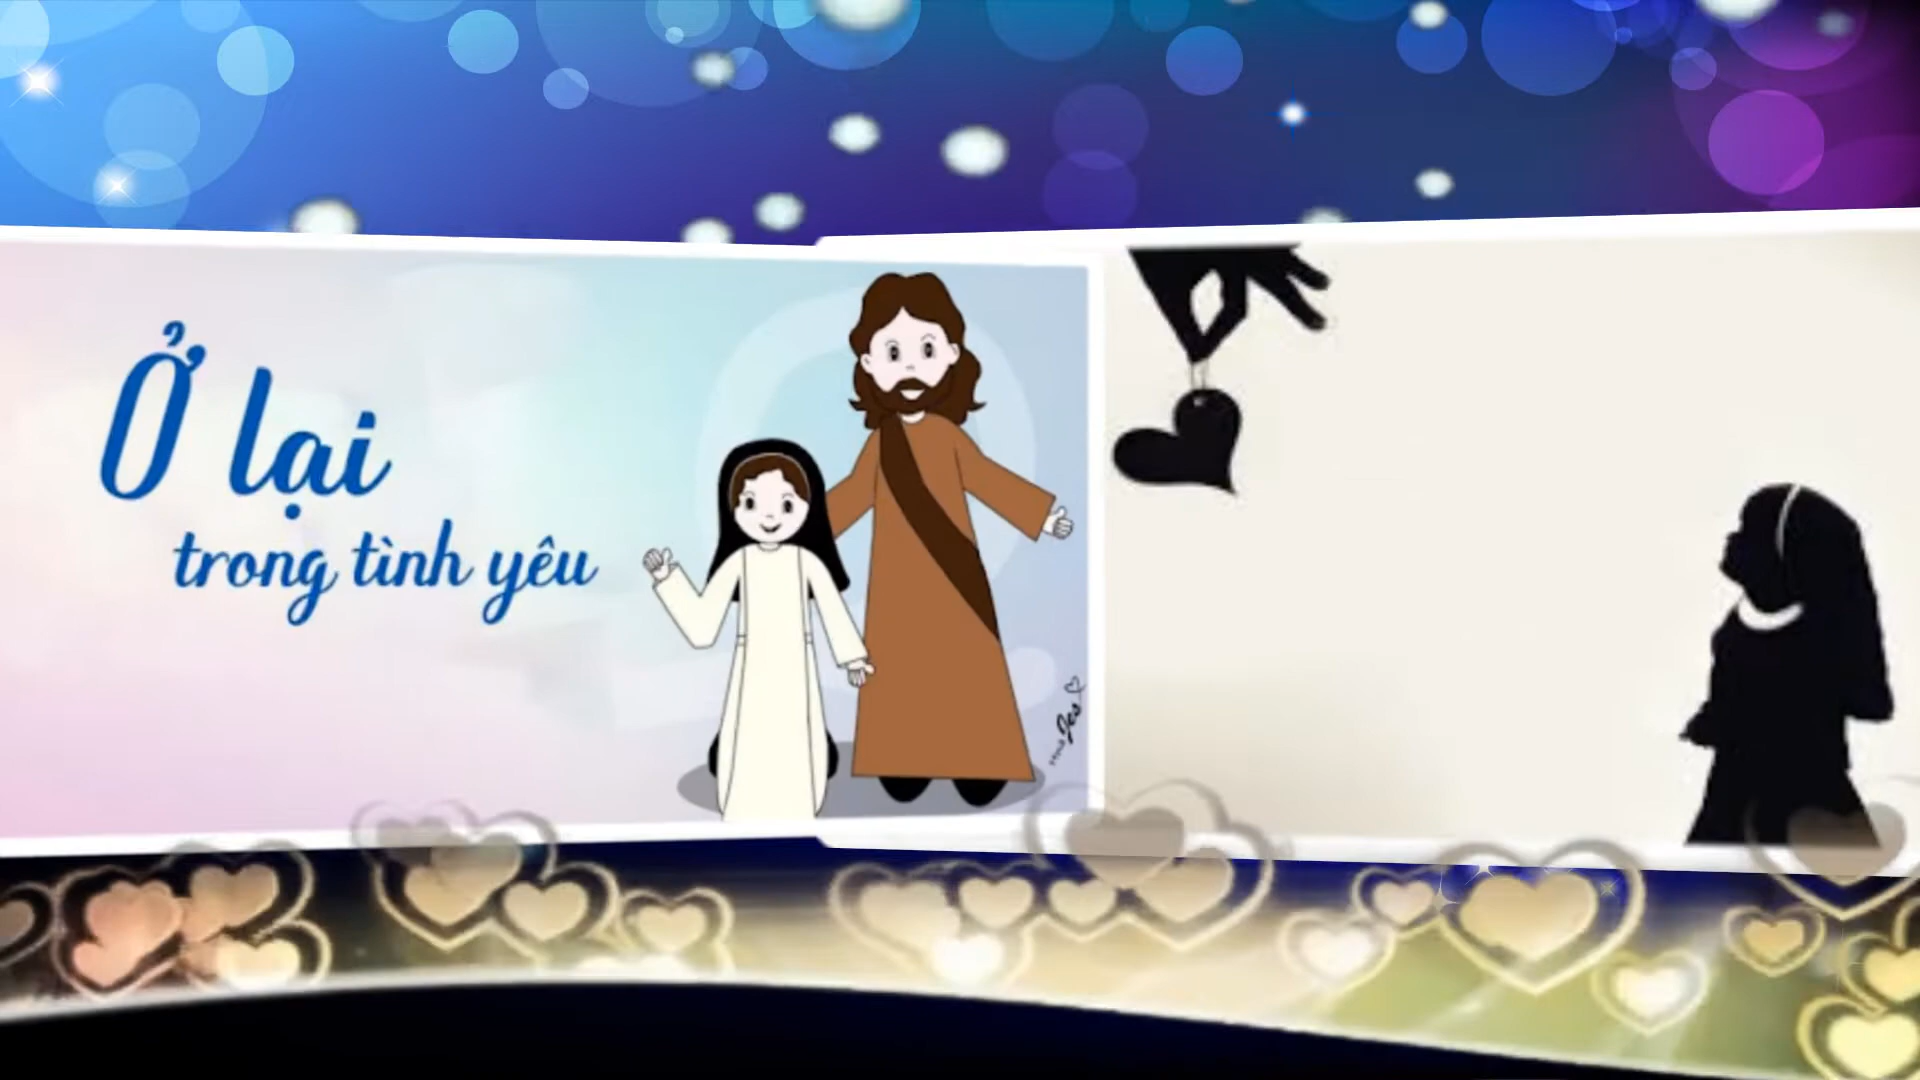 Ở lại
trong tình yêu